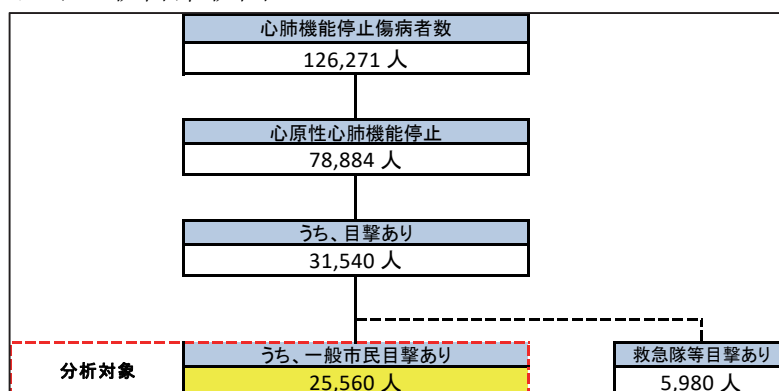 心肺機能停止傷病者数
126,271 人
心原性心肺機能停止
78,884 人
うち、目撃あり
31,540 人
分析対象
うち、一般市民目撃あり
25,560 人
救急隊等目撃あり
5,980 人